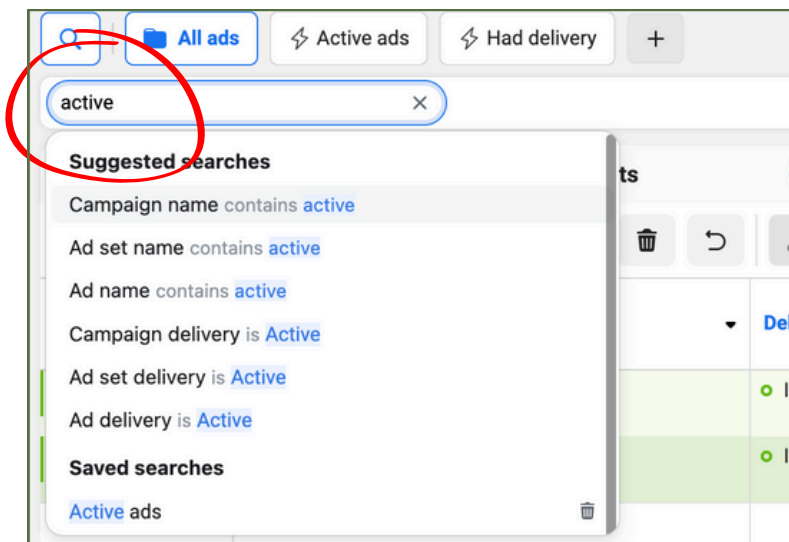 All ads Active ads Had delivery +
active
Suggested searches
Campaign name contains active
Ad set name contains active
Ad name contains active
Campaign delivery is Active
Ad set delivery is Active
Ad delivery is Active
Saved searches
Active ads
ts